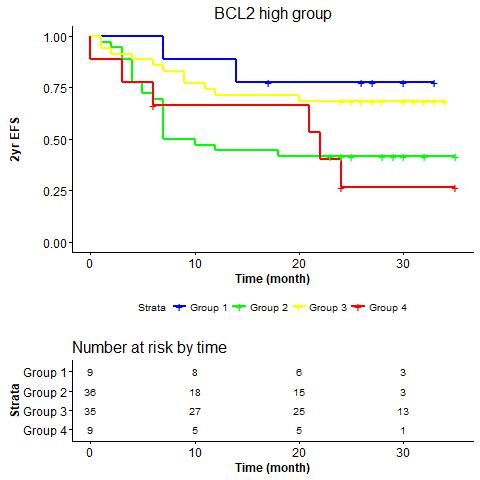 BCL2 high group
1.00
0.75
0.50
0.25
0.00
2yr EFS
0 10 20 30
Time (month)
Strata Group 1 Group 2 Group 3 Group 4
Number at risk by time
Strata
Group 1 9 8 6 3
Group 2 36 18 15 3
Group 3 35 27 25 13
Group 4 9 5 5 1
0 10 20 30
Time (month)